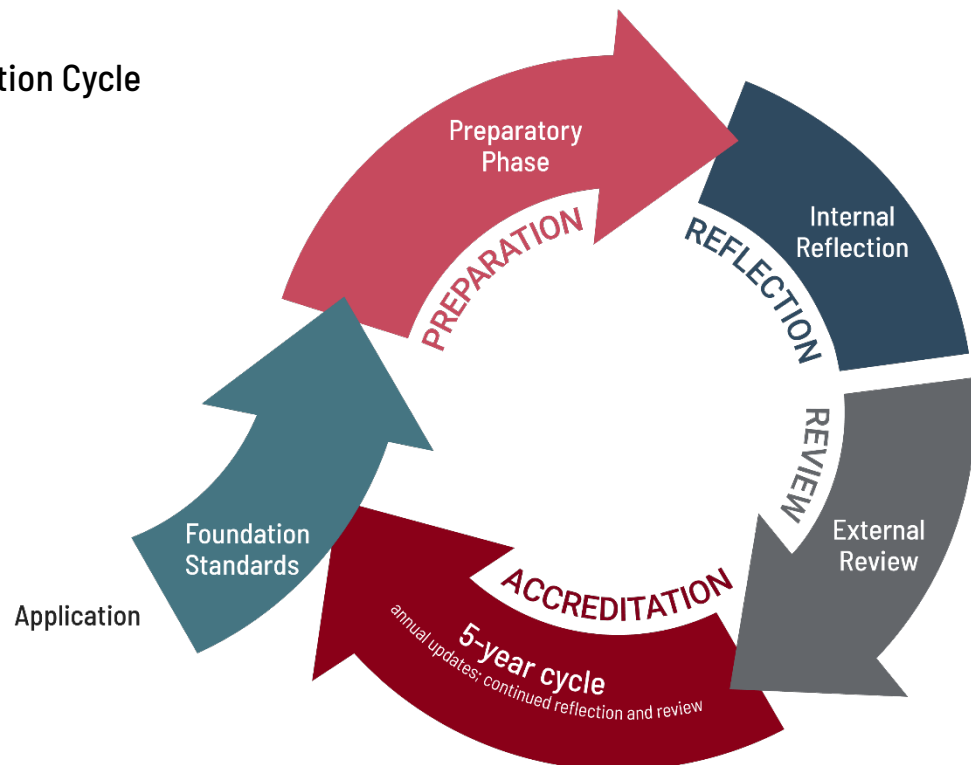 tion Cycle
Preparatory
Phase
PREPARATION
Internal
Reflection
REFLECTION
REVIEW
External
Review
ACCREDITATION
5-year cycle
annual updates; continued reflection and review
Foundation
Standards
Application